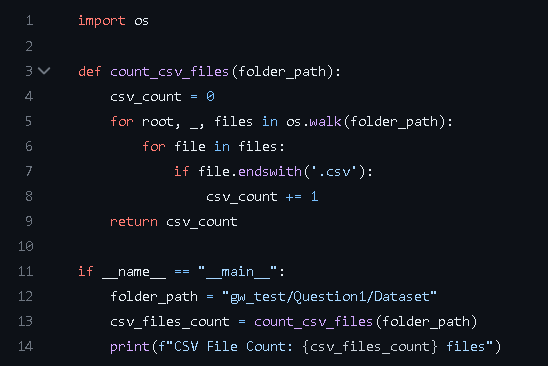 1 import os
2
3 def count_csv_files(folder_path):
4 csv_count = 0
5 for root, _, files in os.walk(folder_path):
6 for file in files:
7 if file.endswith('.csv'):
8 csv_count += 1
9 return csv_count
10
11 if __name__ == "__main__":
12 folder_path = "gw_test/Question1/Dataset"
13 csv_files_count = count_csv_files(folder_path)
14 print(f"CSV File Count: {csv_files_count} files")